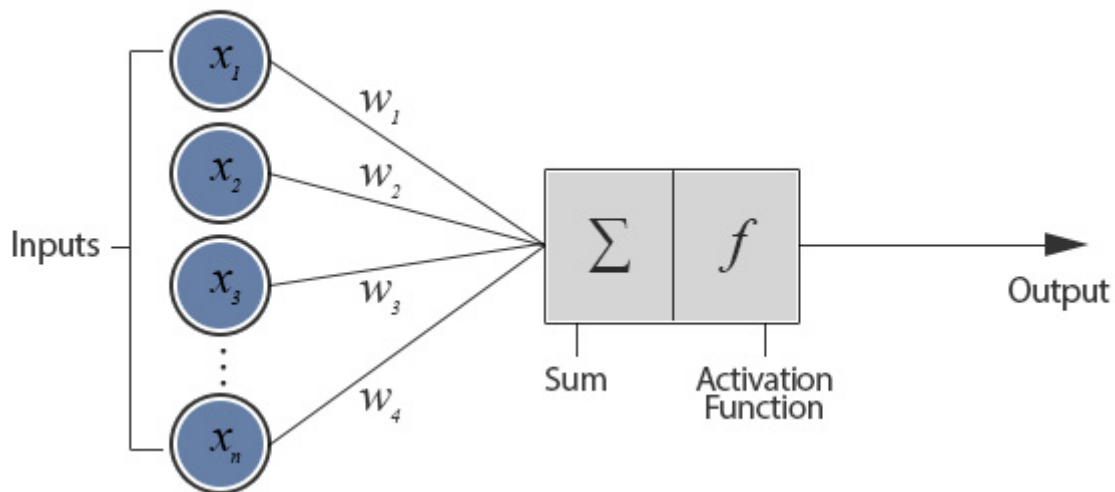 x₁
w₁
x₂
w₂
Inputs
x₃
w₃
∑ f
Output
Sum
Activation
Function
w₄
xₙ